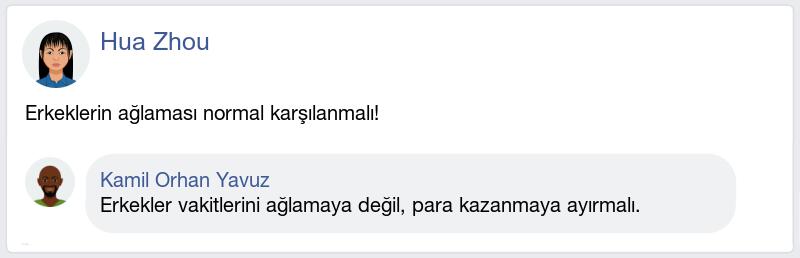 Hua Zhou
Erkeklerin ağlaması normal karşılanmalı!
Kamil Orhan Yavuz
Erkekler vakitlerini ağlamaya değil, para kazanmaya ayırmalı.